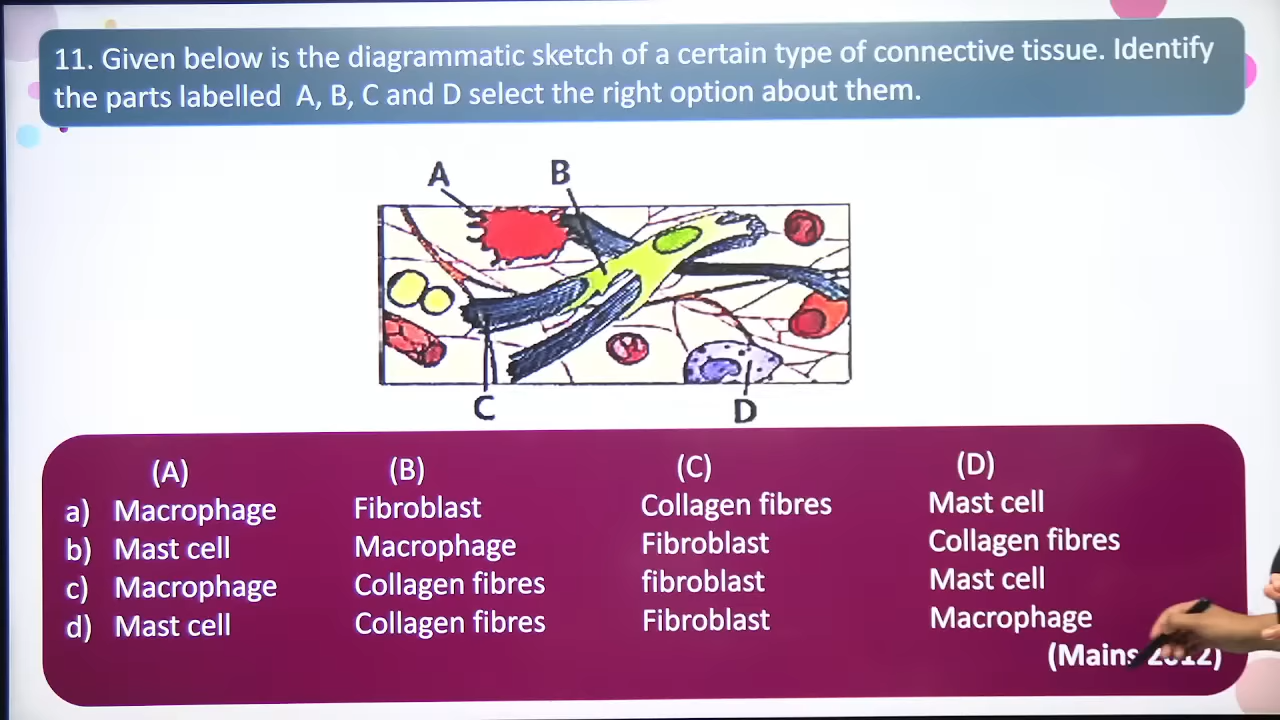 11. Given below is the diagrammatic sketch of a certain type of connective tissue. Identify
the parts labelled A, B, C and D select the right option about them.
A B
C D
(A) (B) (C) (D)
a) Macrophage Fibroblast Collagen fibres Mast cell
b) Mast cell Macrophage Fibroblast Collagen fibres
c) Macrophage Collagen fibres fibroblast Mast cell
d) Mast cell Collagen fibres Fibroblast Macrophage
(Mains 2012)